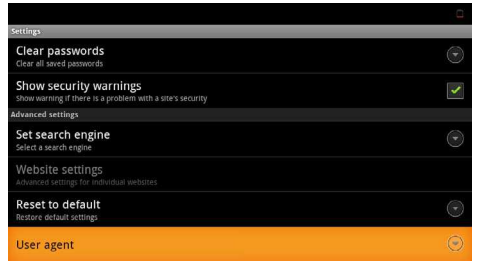 Settings
Clear passwords
Clear all saved passwords
Show security warnings
Show warning if there is a problem with a site's security
Advanced settings
Set search engine
Select a search engine
Website settings
Advanced settings for individual websites
Reset to default
Restore default settings
User agent